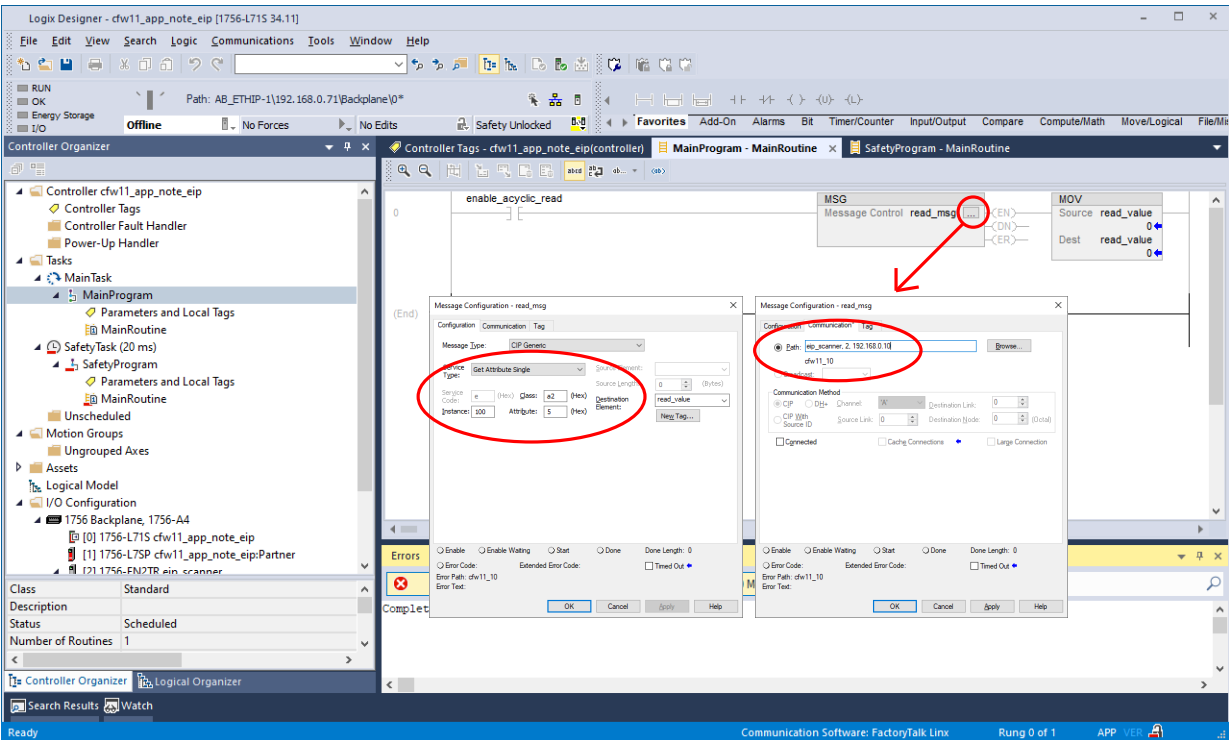 Logix Designer - cfw11_app_note_eip [1756-L71S 34.11]
File Edit View Search Logic Communications Tools Window Help
RUN
OK
Energy Storage
I/O
Path: AB_ETHIP-1\192.168.0.71\Backplane\0*
Offline No Forces No Edits Safety Unlocked
Favorites Add-On Alarms Bit Timer/Counter Input/Output Compare Compute/Math Move/Logical File/Mis
Controller Organizer
Controller Tags - cfw11_app_note_eip(controller) MainProgram - MainRoutine SafetyProgram - MainRoutine
Controller cfw11_app_note_eip
Controller Tags
Controller Fault Handler
Power-Up Handler
Tasks
MainTask
MainProgram
Parameters and Local Tags
MainRoutine
SafetyTask (20 ms)
SafetyProgram
Parameters and Local Tags
MainRoutine
Unscheduled
Motion Groups
Ungrouped Axes
Assets
Logical Model
I/O Configuration
1756 Backplane, 1756-A4
[0] 1756-L71S cfw11_app_note_eip
[1] 1756-L7SP cfw11_app_note_eip:Partner
[2] 1756-EN2TR eip_scanner
Class Standard
Description
Status Scheduled
Number of Routines 1
Controller Organizer Logical Organizer
Search Results Watch
Ready
Communication Software: FactoryTalk Linx Rung 0 of 1 APP VER
0
enable_acyclic_read
MSG
Message Control read_msg ...
(EN)
(DN)
(ER)
MOV
Source read_value
0
Dest read_value
0
(End)
Message Configuration - read_msg
Configuration Communication Tag
Message Type: CIP Generic
Service Type: Get Attribute Single
Source Element:
Source Length: 0 (Bytes)
Service Code: e (Hex) Class: a2 (Hex)
Destination Element: read_value
Instance: 100 Attribute: 5 (Hex)
New Tag...
Enable Enable Waiting Start Done Done Length: 0
Error Code: Extended Error Code: Timed Out
Error Path: cfw11_10
Error Text:
OK Cancel Apply Help
Message Configuration - read_msg
Configuration Communication Tag
Path: eip_scanner, 2, 192.168.0.10 Browse...
cfw11_10
Broadcast:
Communication Method
CIP DH+ Channel: 'A' Destination Link: 0
CIP With Source ID Source Link: 0 Destination Node: 0 (Octal)
Connected Cache Connections Large Connection
Enable Enable Waiting Start Done Done Length: 0
Error Code: Extended Error Code: Timed Out
Error Path: cfw11_10
Error Text:
OK Cancel Apply Help
Errors
Complet